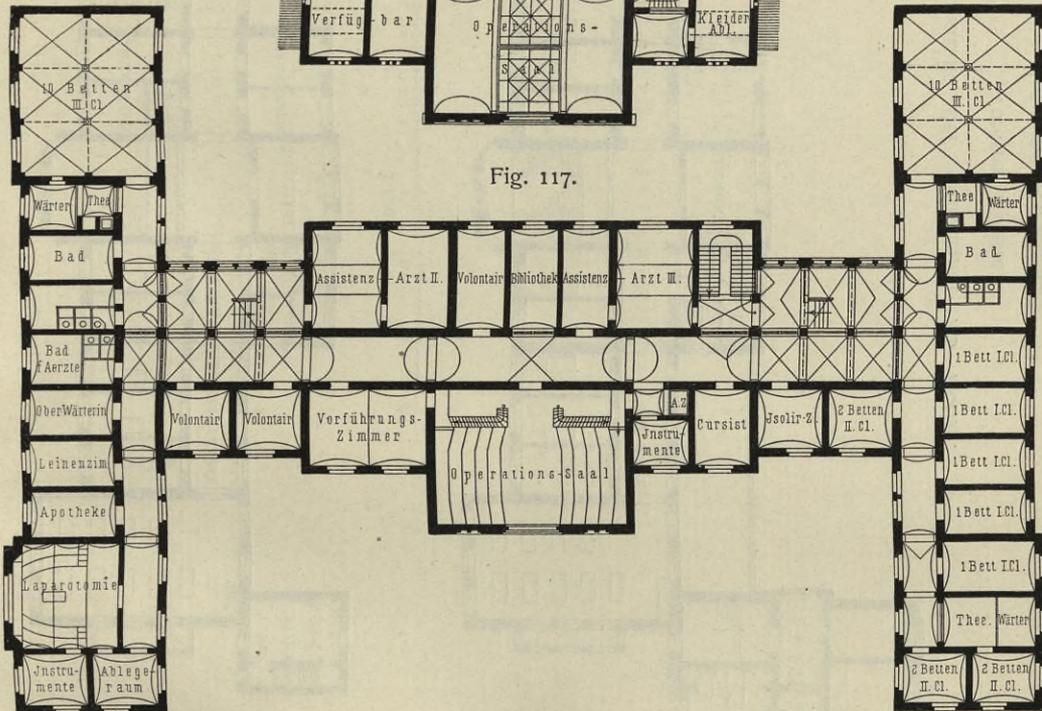 Verfüg-bar
Operations-
Saal
Kleider
Abl.
10 Betten
III. Cl.
10 Betten
III. Cl.
Fig. 117.
Wärter
Thee
Bad
Assistenz
Arzt II.
Volontair
Bibliothek
Assistenz
Arzt III.
Thee
Wärter
Bad
Bad
f Aerzte
1 Bett I.Cl.
Ober Wärterin
Volontair
Volontair
Vorführungs-
Zimmer
Operations-Saal
A.Z
Jnstru-
mente
Cursist
Jsolir-Z.
2 Betten
II. Cl.
1 Bett I.Cl.
Leinenzim
1 Bett I.Cl.
Apotheke
1 Bett I.Cl.
Laparotomie
1 Bett I.Cl.
Thee.
Wärter
Jnstru-
mente
Ablege-
raum
2 Betten
II. Cl.
2 Betten
II. Cl.